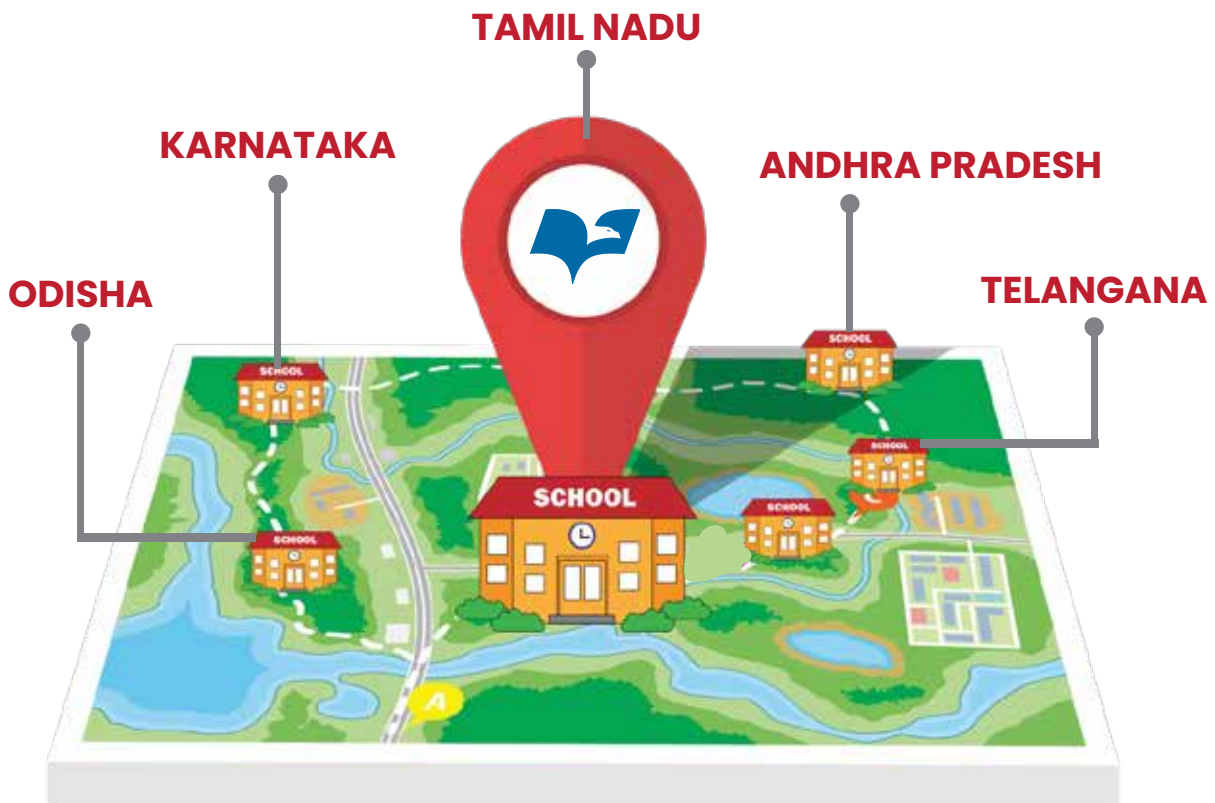 TAMIL NADU
KARNATAKA
ANDHRA PRADESH
ODISHA
TELANGANA
SCHOOL
SCHOOL
SCHOOL
SCHOOL
SCHOOL
SCHOOL
A